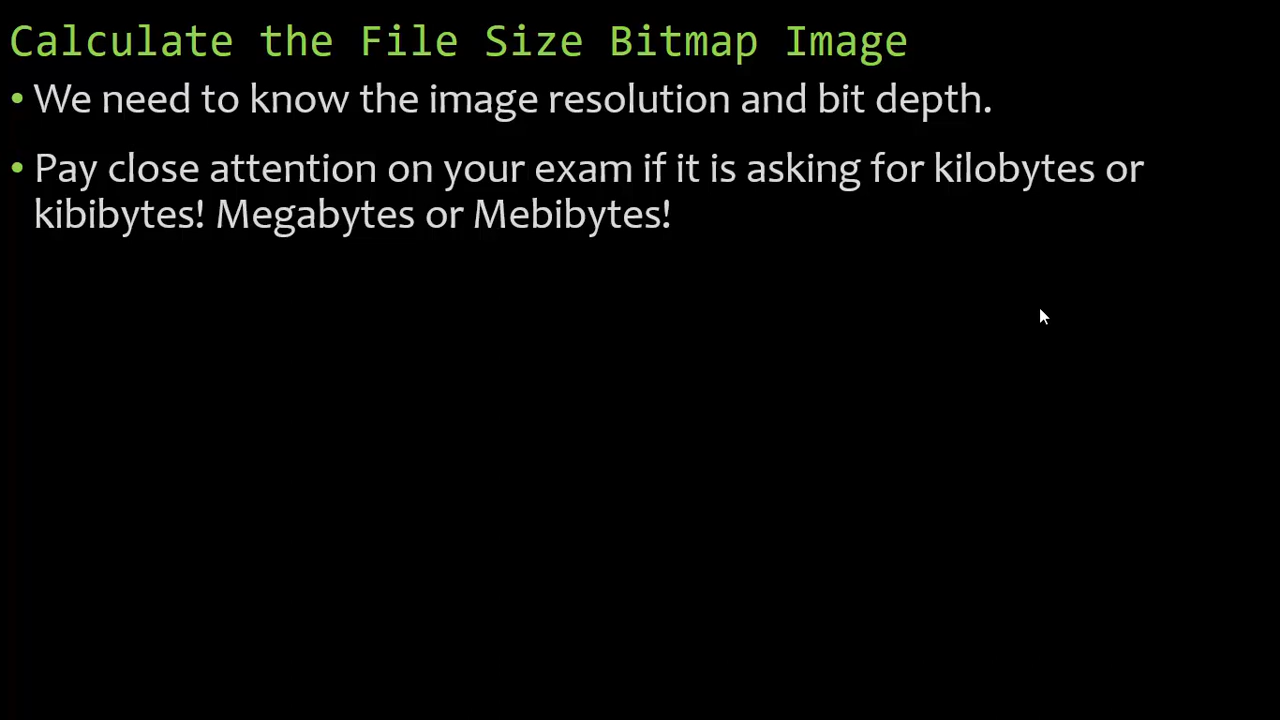 Calculate the File Size Bitmap Image
• We need to know the image resolution and bit depth.
• Pay close attention on your exam if it is asking for kilobytes or
kibibytes! Megabytes or Mebibytes!